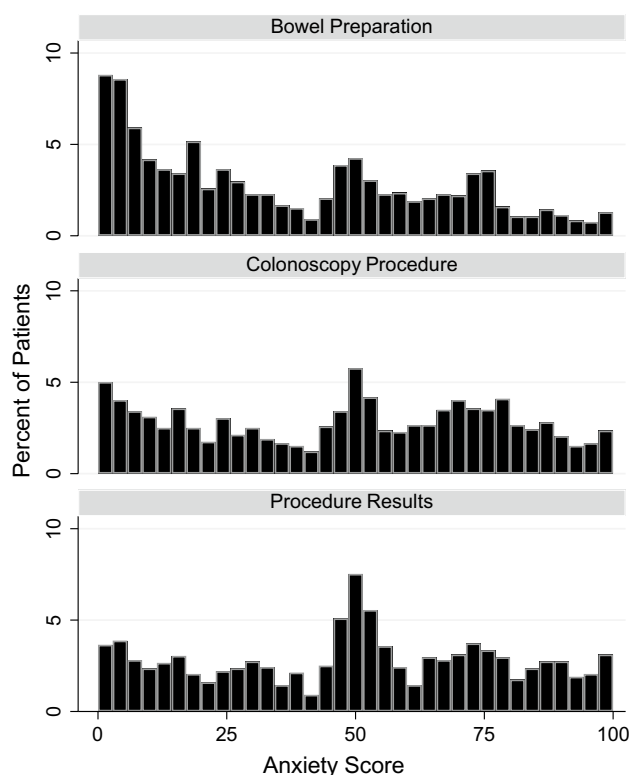 Bowel Preparation
10
5
0
Colonoscopy Procedure
10
5
0
Percent of Patients
Procedure Results
10
5
0
0 25 50 75 100
Anxiety Score